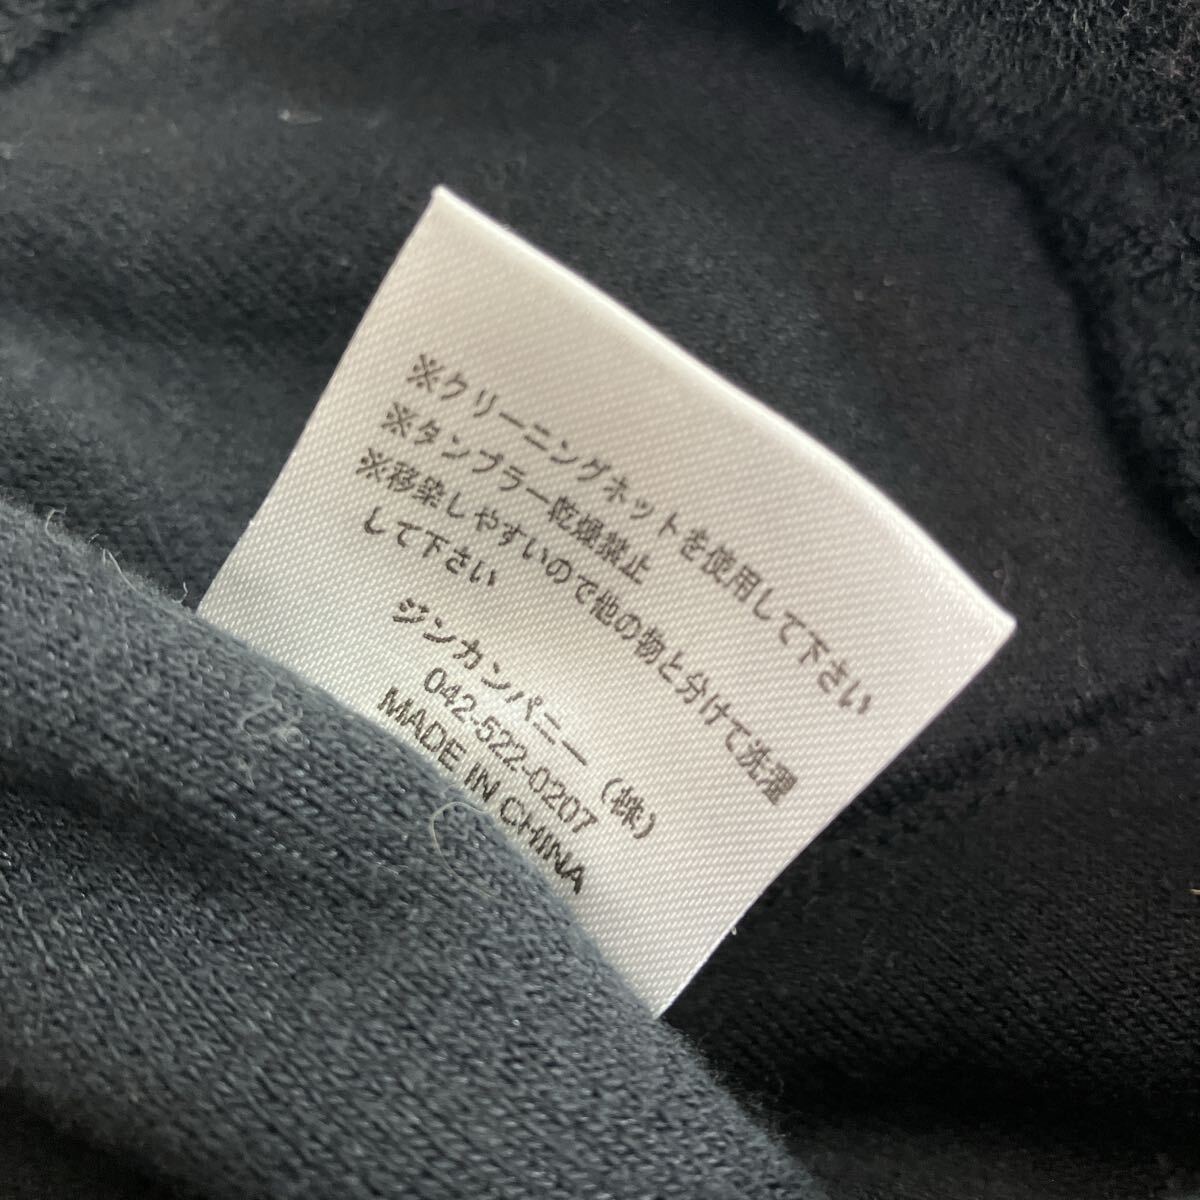 ※クリーニングネットを使用して下さい
※タンブラー乾燥禁止
※移染しやすいので他の物と分けて洗濯
して下さい
ジンカンパニー(株)
042-522-0207
MADE IN CHINA